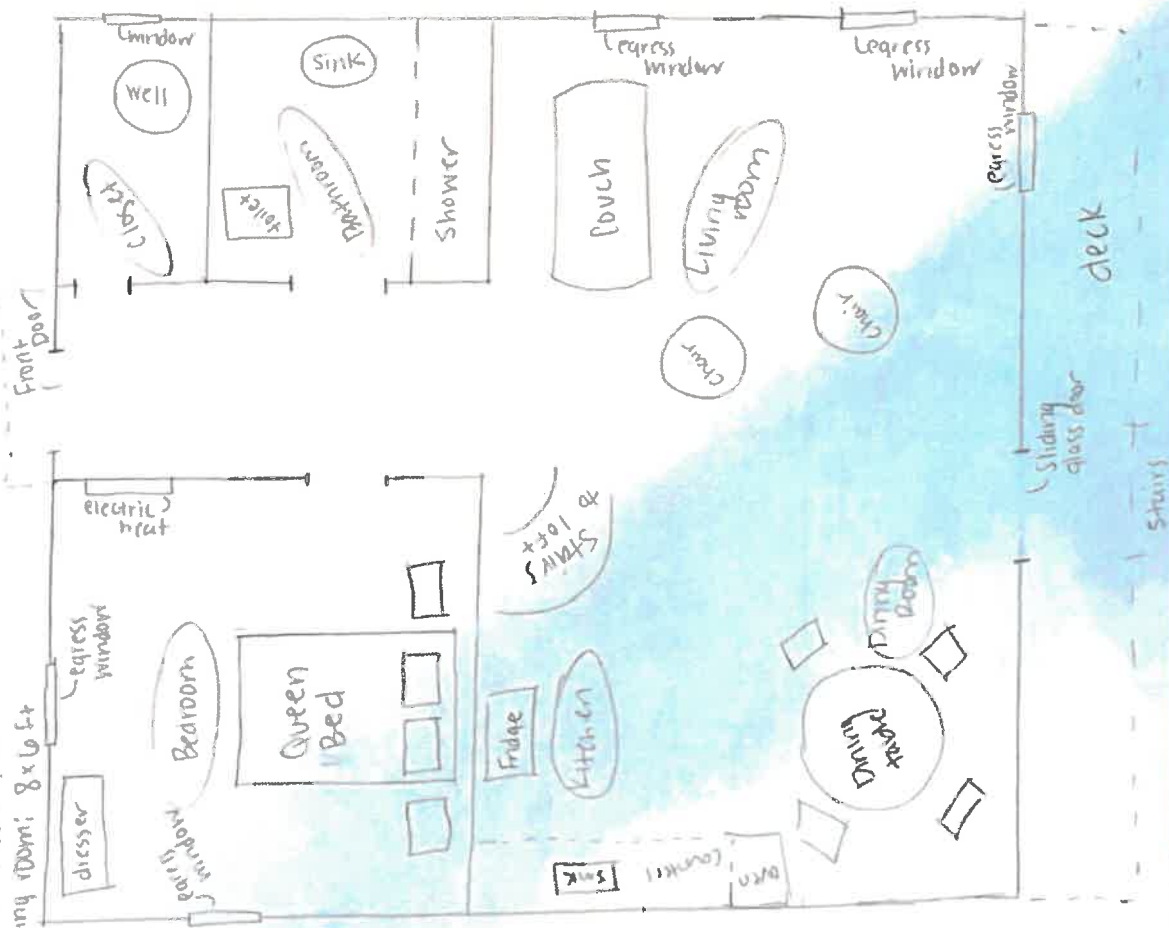 window
well
sink
egress
window
egress
window
Closet
toilet
Bathroom
Shower
couch
Living
room
egress
window
Front
Door
chair
chair
deck
sliding
glass door
stairs
electric
heat
stairs
to
loft
egress
window
Bedroom
Queen
Bed
Fridge
Kitchen
Dining
table
room: 8x6 ft
dresser
egress
window
sink
counters
oven